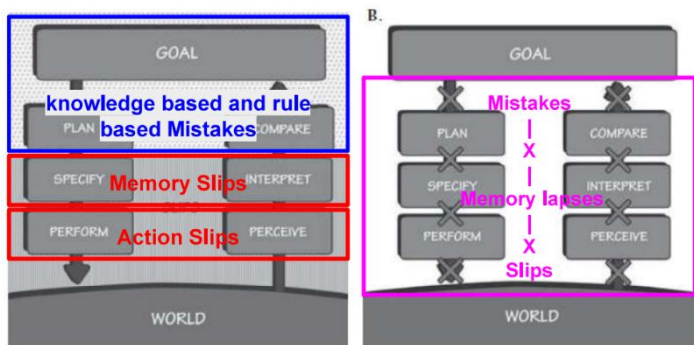 GOAL
knowledge based and rule
based Mistakes
PLAN
COMPARE
SPECIFY
INTERPRET
Memory Slips
PERFORM
PERCEIVE
Action Slips
WORLD
B.
GOAL
Mistakes
PLAN
COMPARE
X
SPECIFY
INTERPRET
Memory lapses
PERFORM
PERCEIVE
X
Slips
WORLD